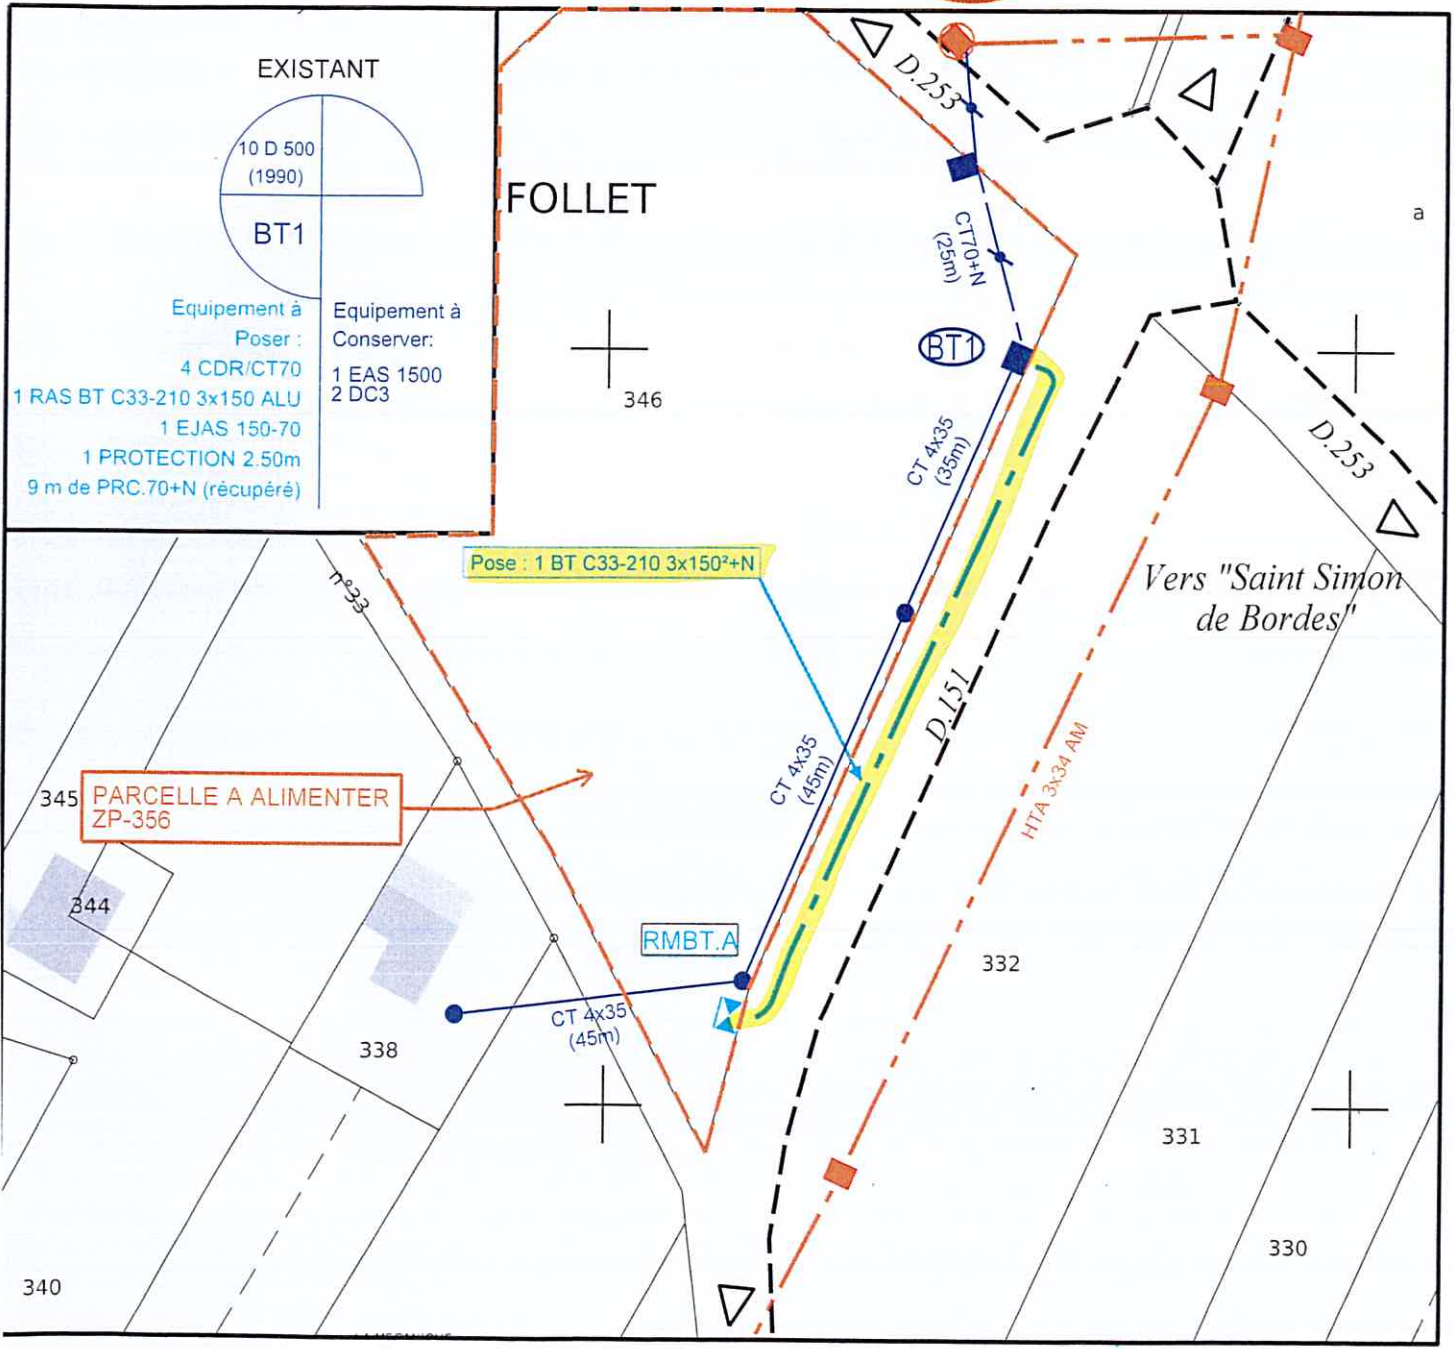 EXISTANT
10 D 500
(1990)
BT1
Equipement à
Poser :
4 CDR/CT70
1 RAS BT C33-210 3x150 ALU
1 EJAS 150-70
1 PROTECTION 2.50m
9 m de PRC.70+N (récupéré)
Equipement à
Conserver:
1 EAS 1500
2 DC3
FOLLET
D.253
a
CT70+N
(25m)
BT1
346
CT 4x35
(35m)
D.253
Pose : 1 BT C33-210 3x150²+N
n°33
Vers "Saint Simon
de Bordes"
D.151
CT 4x35
(45m)
HTA 3x34 AM
345
PARCELLE A ALIMENTER
ZP-356
344
RMBT.A
332
CT 4x35
(45m)
338
331
330
340